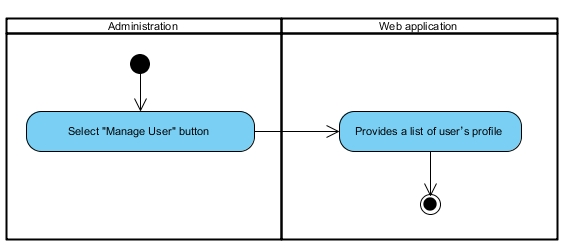 Administration
Web application
Select "Manage User" button
Provides a list of user's profile